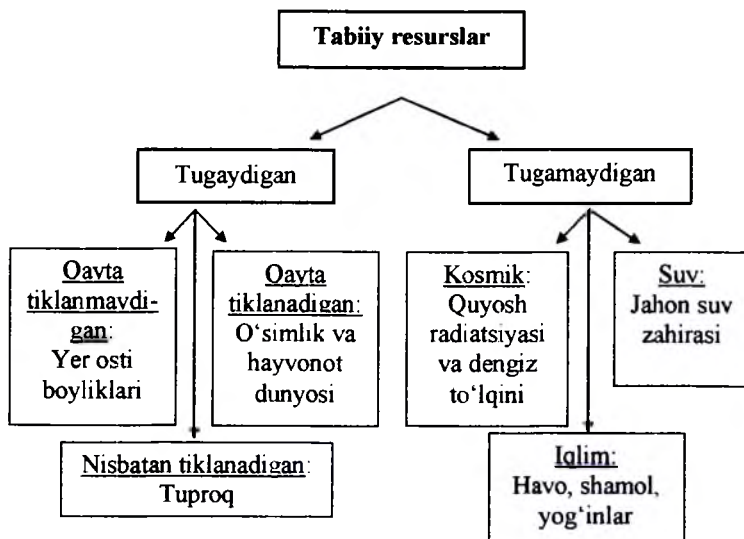 Tabiiy resurslar
Tugaydigan
Tugamaydigan
Qayta
tiklanmaydi-
gan:
Yer osti
boyliklari
Qayta
tiklanadigan:
O‘simlik va
hayvonot
dunyosi
Kosmik:
Quyosh
radiatsiyasi
va dengiz
to‘lqini
Suv:
Jahon suv
zahirasi
Nisbatan tiklanadigan:
Tuproq
Iqlim:
Havo, shamol,
yog‘inlar